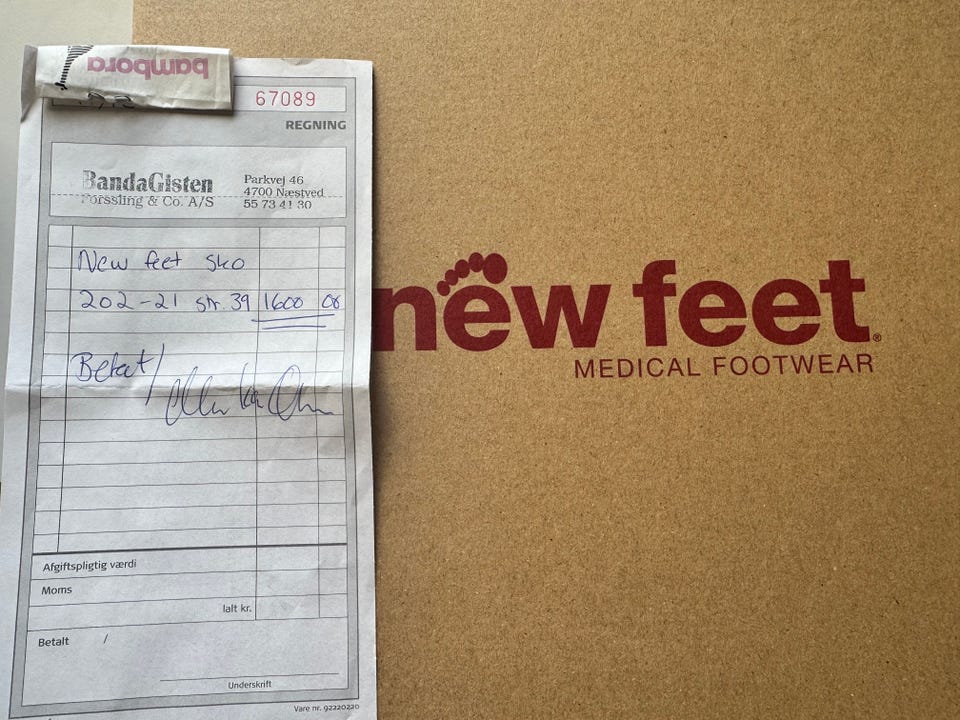 bambora
67089
REGNING
BandaGisten
Forssling & Co. A/S
Parkvej 46
4700 Næstved
55 73 41 30
New feet sko
202-21 str. 39 1600 00
Betalt/
Afgiftspligtig værdi
Moms
Ialt kr.
Betalt /
Underskrift
Vare nr. 92220220
new feet®
MEDICAL FOOTWEAR